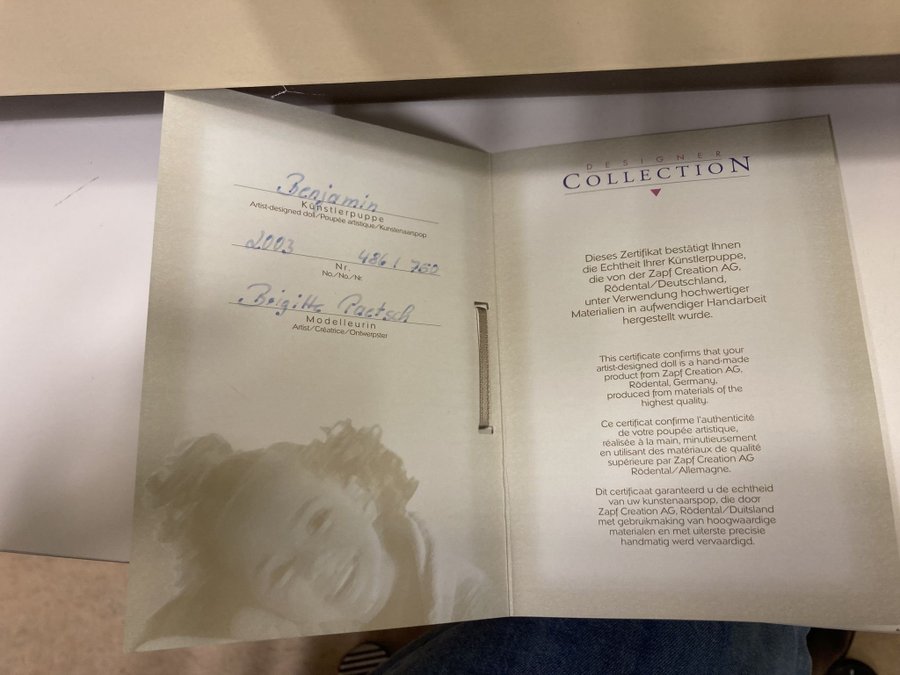 Benjamin
Künstlerpuppe
Artist-designed doll/Poupée artistique/Kunstenaarspop
2003 486 / 760
Nr.
No./No./Nr.
Brigitte Paetsch
Modelleurin
Artist/Créatrice/Ontwerpster
DESIGNER
COLLECTION
Dieses Zertifikat bestätigt Ihnen
die Echtheit Ihrer Künstlerpuppe,
die von der Zapf Creation AG,
Rödental/Deutschland,
unter Verwendung hochwertiger
Materialien in aufwendiger Handarbeit
hergestellt wurde.
This certificate confirms that your
artist-designed doll is a hand-made
product from Zapf Creation AG,
Rödental, Germany,
produced from materials of the
highest quality.
Ce certificat confirme l'authenticité
de votre poupée artistique,
réalisée à la main, minutieusement
en utilisant des matériaux de qualité
supérieure par Zapf Creation AG
Rödental/Allemagne.
Dit certificaat garandeerd u de echtheid
van uw kunstenaarspop, die door
Zapf Creation AG, Rödental/Duitsland
met gebruikmaking van hoogwaardige
materialen en met uiterste precisie
handmatig werd vervaardigd.